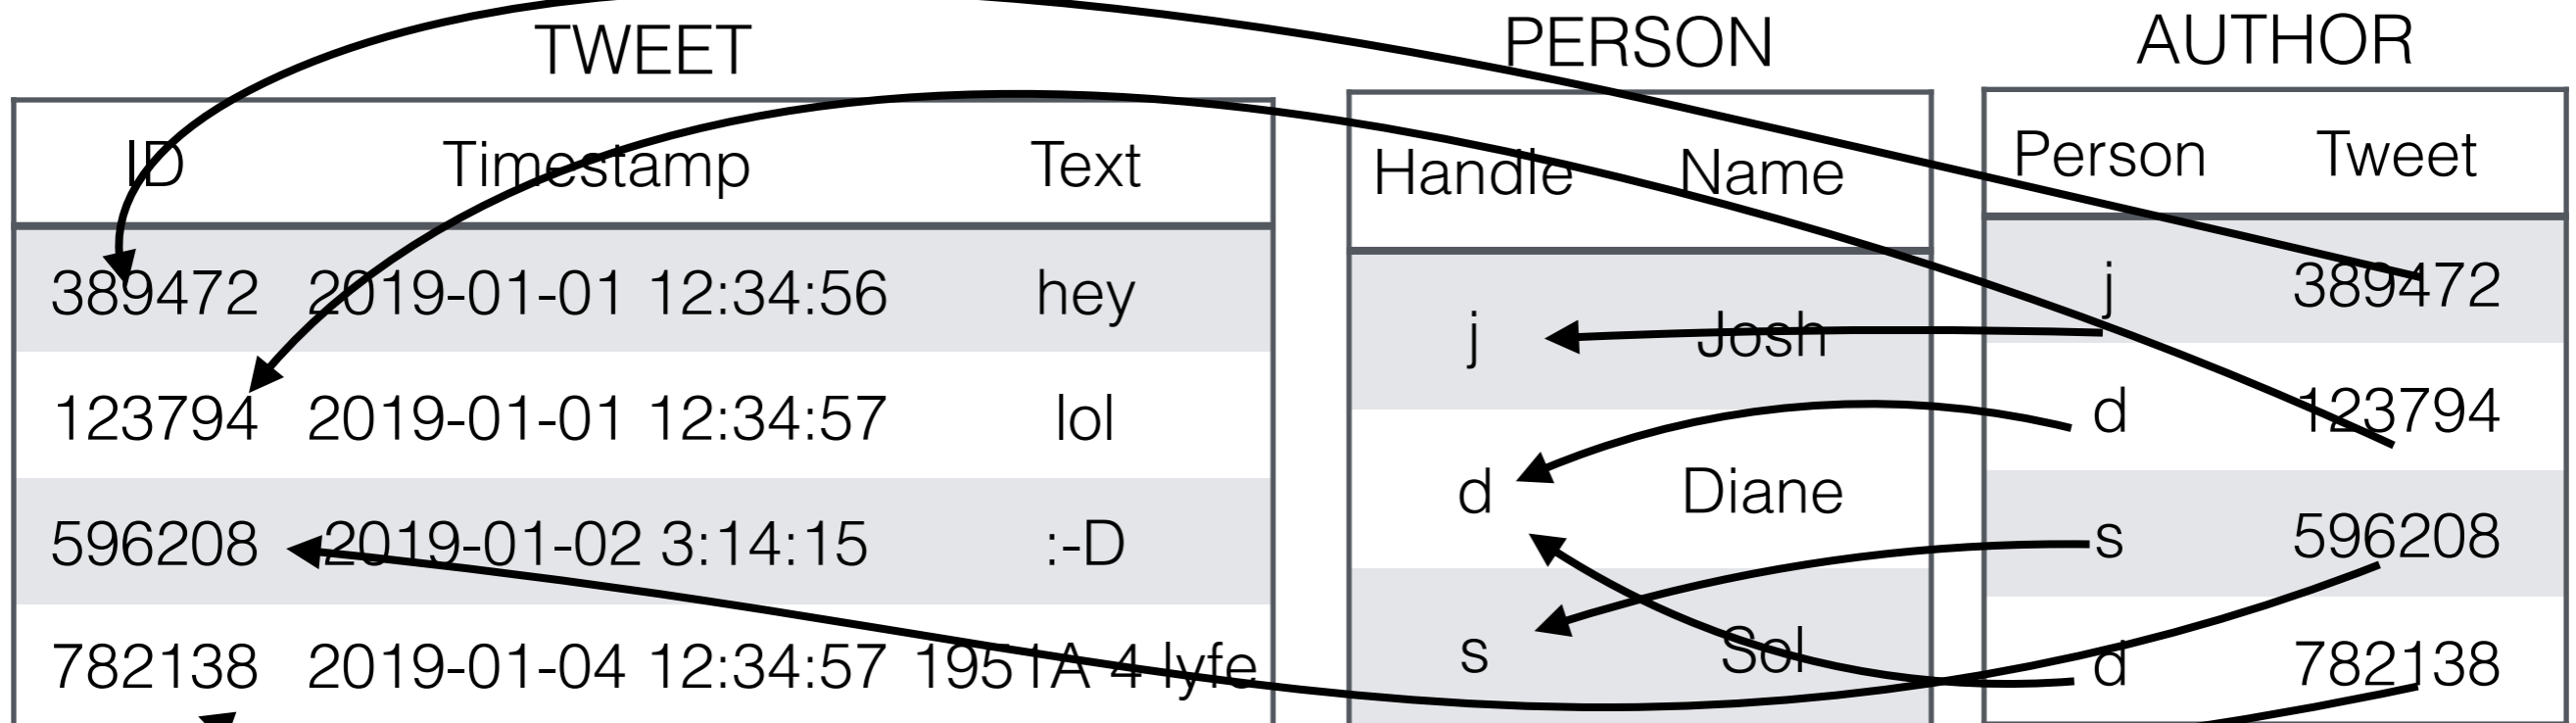 TWEET
ID Timestamp Text
389472 2019-01-01 12:34:56 hey
123794 2019-01-01 12:34:57 lol
596208 2019-01-02 3:14:15 :-D
782138 2019-01-04 12:34:57 1951A 4 lyfe
PERSON
Handle Name
j Josh
d Diane
s Sol
AUTHOR
Person Tweet
j 389472
d 123794
s 596208
d 782138